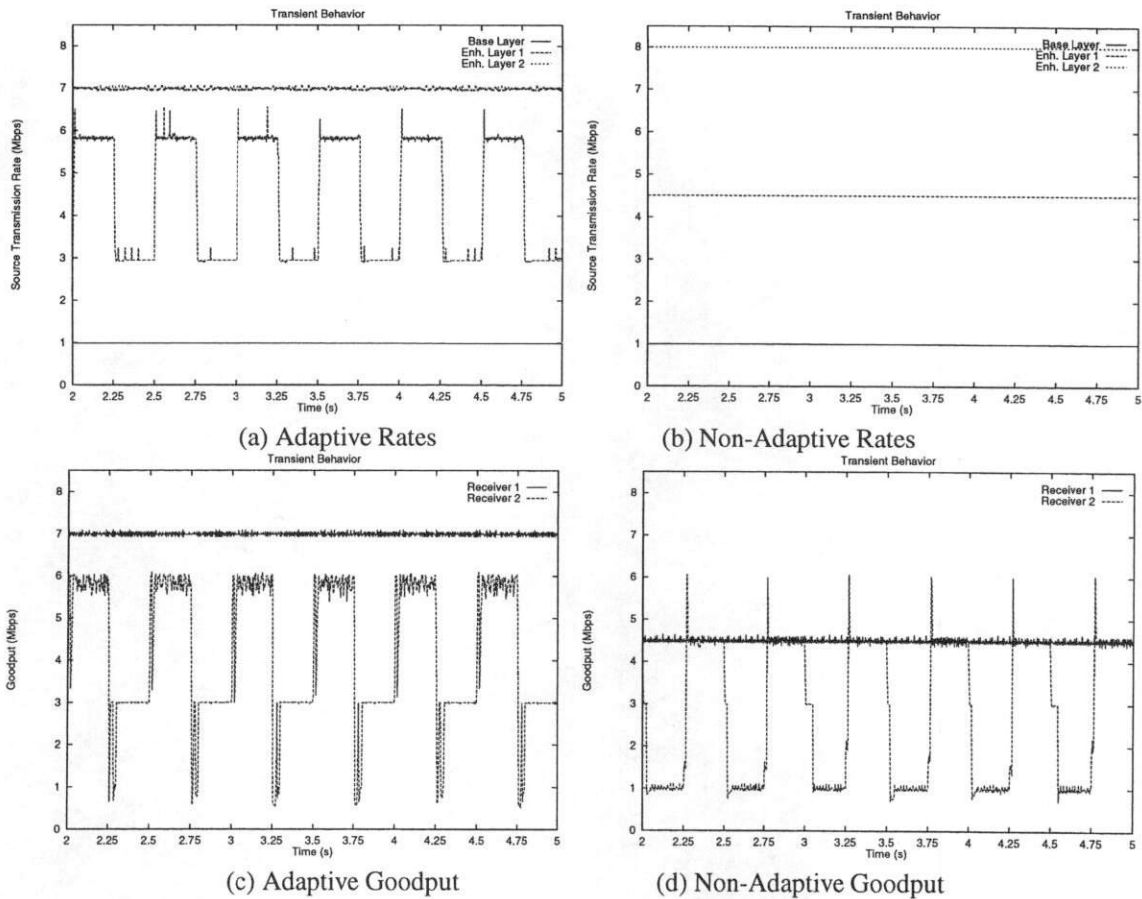 Transient Behavior
Base Layer
Enh. Layer 1
Enh. Layer 2
Source Transmission Rate (Mbps)
8
7
6
5
4
3
2
1
0
2 2.25 2.5 2.75 3 3.25 3.5 3.75 4 4.25 4.5 4.75 5
Time (s)
(a) Adaptive Rates
Transient Behavior
Base Layer
Enh. Layer 1
Enh. Layer 2
Source Transmission Rate (Mbps)
8
7
6
5
4
3
2
1
0
2 2.25 2.5 2.75 3 3.25 3.5 3.75 4 4.25 4.5 4.75 5
Time (s)
(b) Non-Adaptive Rates
Transient Behavior
Receiver 1
Receiver 2
Goodput (Mbps)
8
7
6
5
4
3
2
1
0
2 2.25 2.5 2.75 3 3.25 3.5 3.75 4 4.25 4.5 4.75 5
Time (s)
(c) Adaptive Goodput
Transient Behavior
Receiver 1
Receiver 2
Goodput (Mbps)
8
7
6
5
4
3
2
1
0
2 2.25 2.5 2.75 3 3.25 3.5 3.75 4 4.25 4.5 4.75 5
Time (s)
(d) Non-Adaptive Goodput